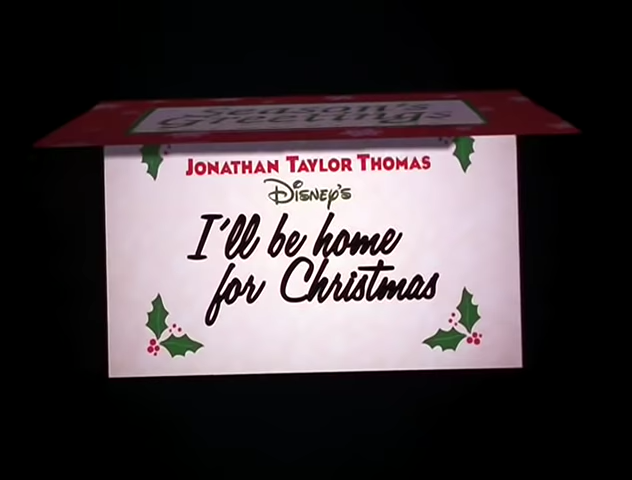 Season's
Greetings
JONATHAN TAYLOR THOMAS
Disney's
I'll be home
for Christmas